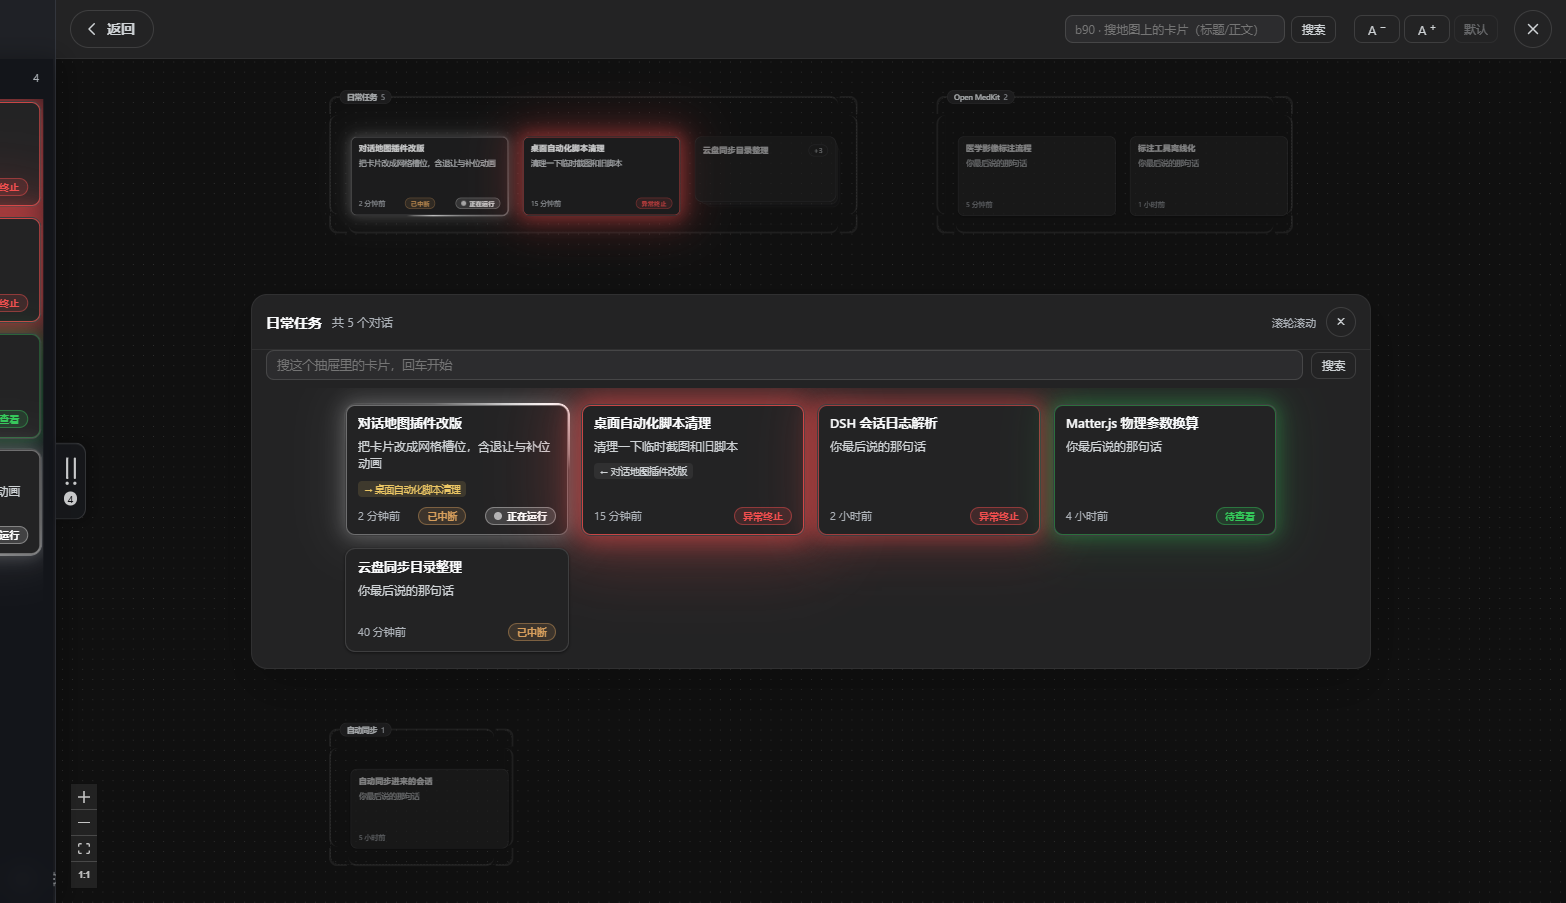 返回
b90 · 搜地图上的卡片（标题/正文）
搜索
A⁻
A⁺
默认
4
终止
终止
查看
动画
运行
4
日常任务 5
对话地图插件改版
把卡片改成网格槽位，含退让与补位动画
2 分钟前
已中断
正在运行
桌面自动化脚本清理
清理一下临时截图和旧脚本
15 分钟前
异常终止
云盘同步目录整理
+3
Open MedKit 2
医学影像标注流程
你最后说的那句话
5 分钟前
标注工具离线化
你最后说的那句话
1 小时前
日常任务 共 5 个对话
滚轮滚动
搜这个抽屉里的卡片，回车开始
搜索
对话地图插件改版
把卡片改成网格槽位，含退让与补位
动画
→ 桌面自动化脚本清理
2 分钟前
已中断
正在运行
桌面自动化脚本清理
清理一下临时截图和旧脚本
← 对话地图插件改版
15 分钟前
异常终止
DSH 会话日志解析
你最后说的那句话
2 小时前
异常终止
Matter.js 物理参数换算
你最后说的那句话
4 小时前
待查看
云盘同步目录整理
你最后说的那句话
40 分钟前
已中断
自动同步 1
自动同步进来的会话
你最后说的那句话
5 小时前
1:1